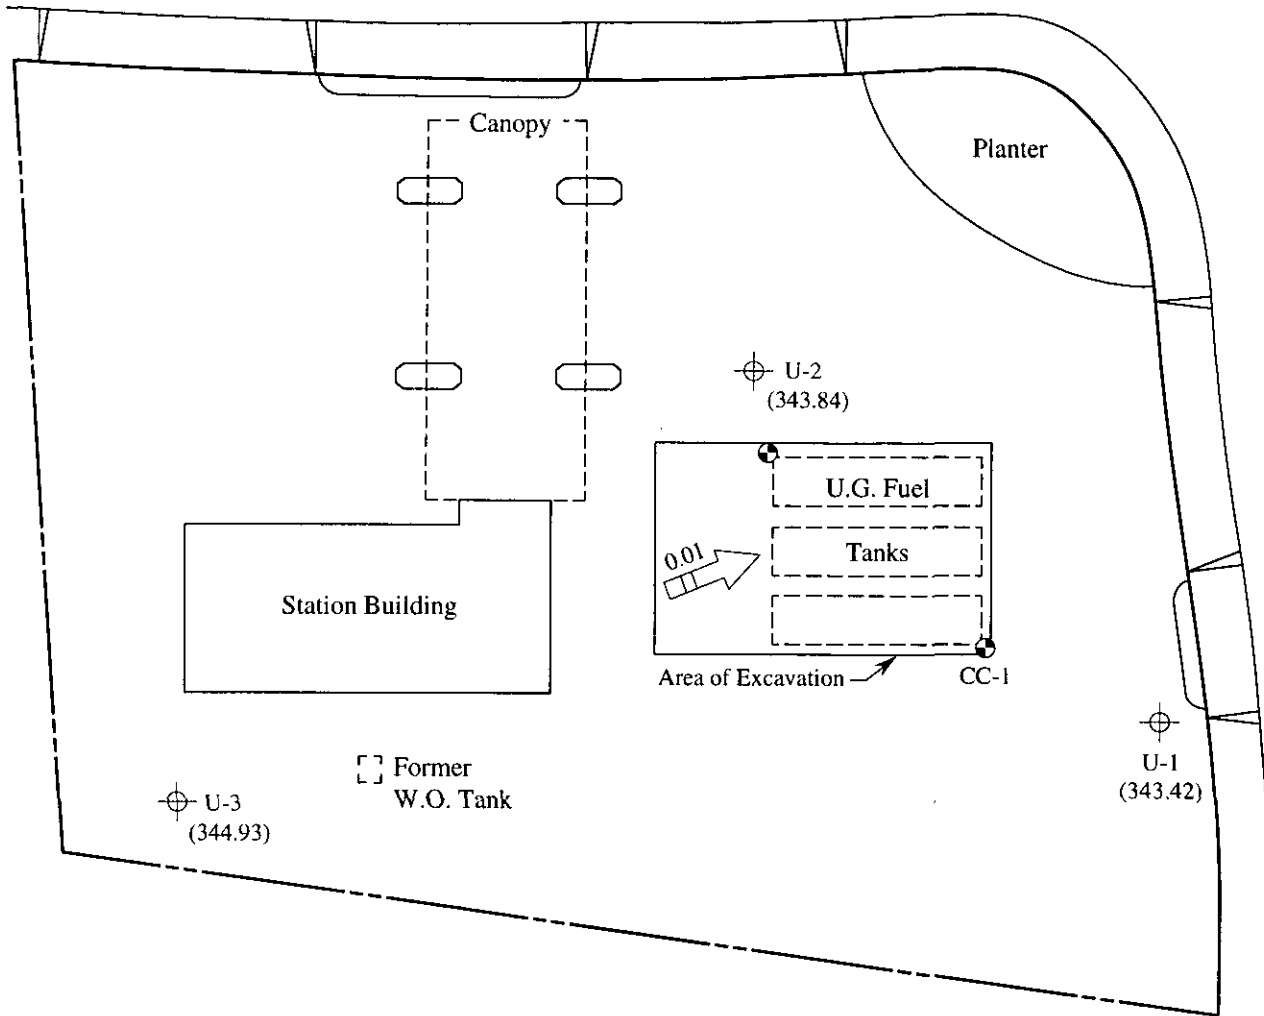 Canopy
Planter
U-2
(343.84)
U.G. Fuel
0.01
Tanks
Station Building
Area of Excavation
CC-1
U-1
(343.42)
Former
W.O. Tank
U-3
(344.93)